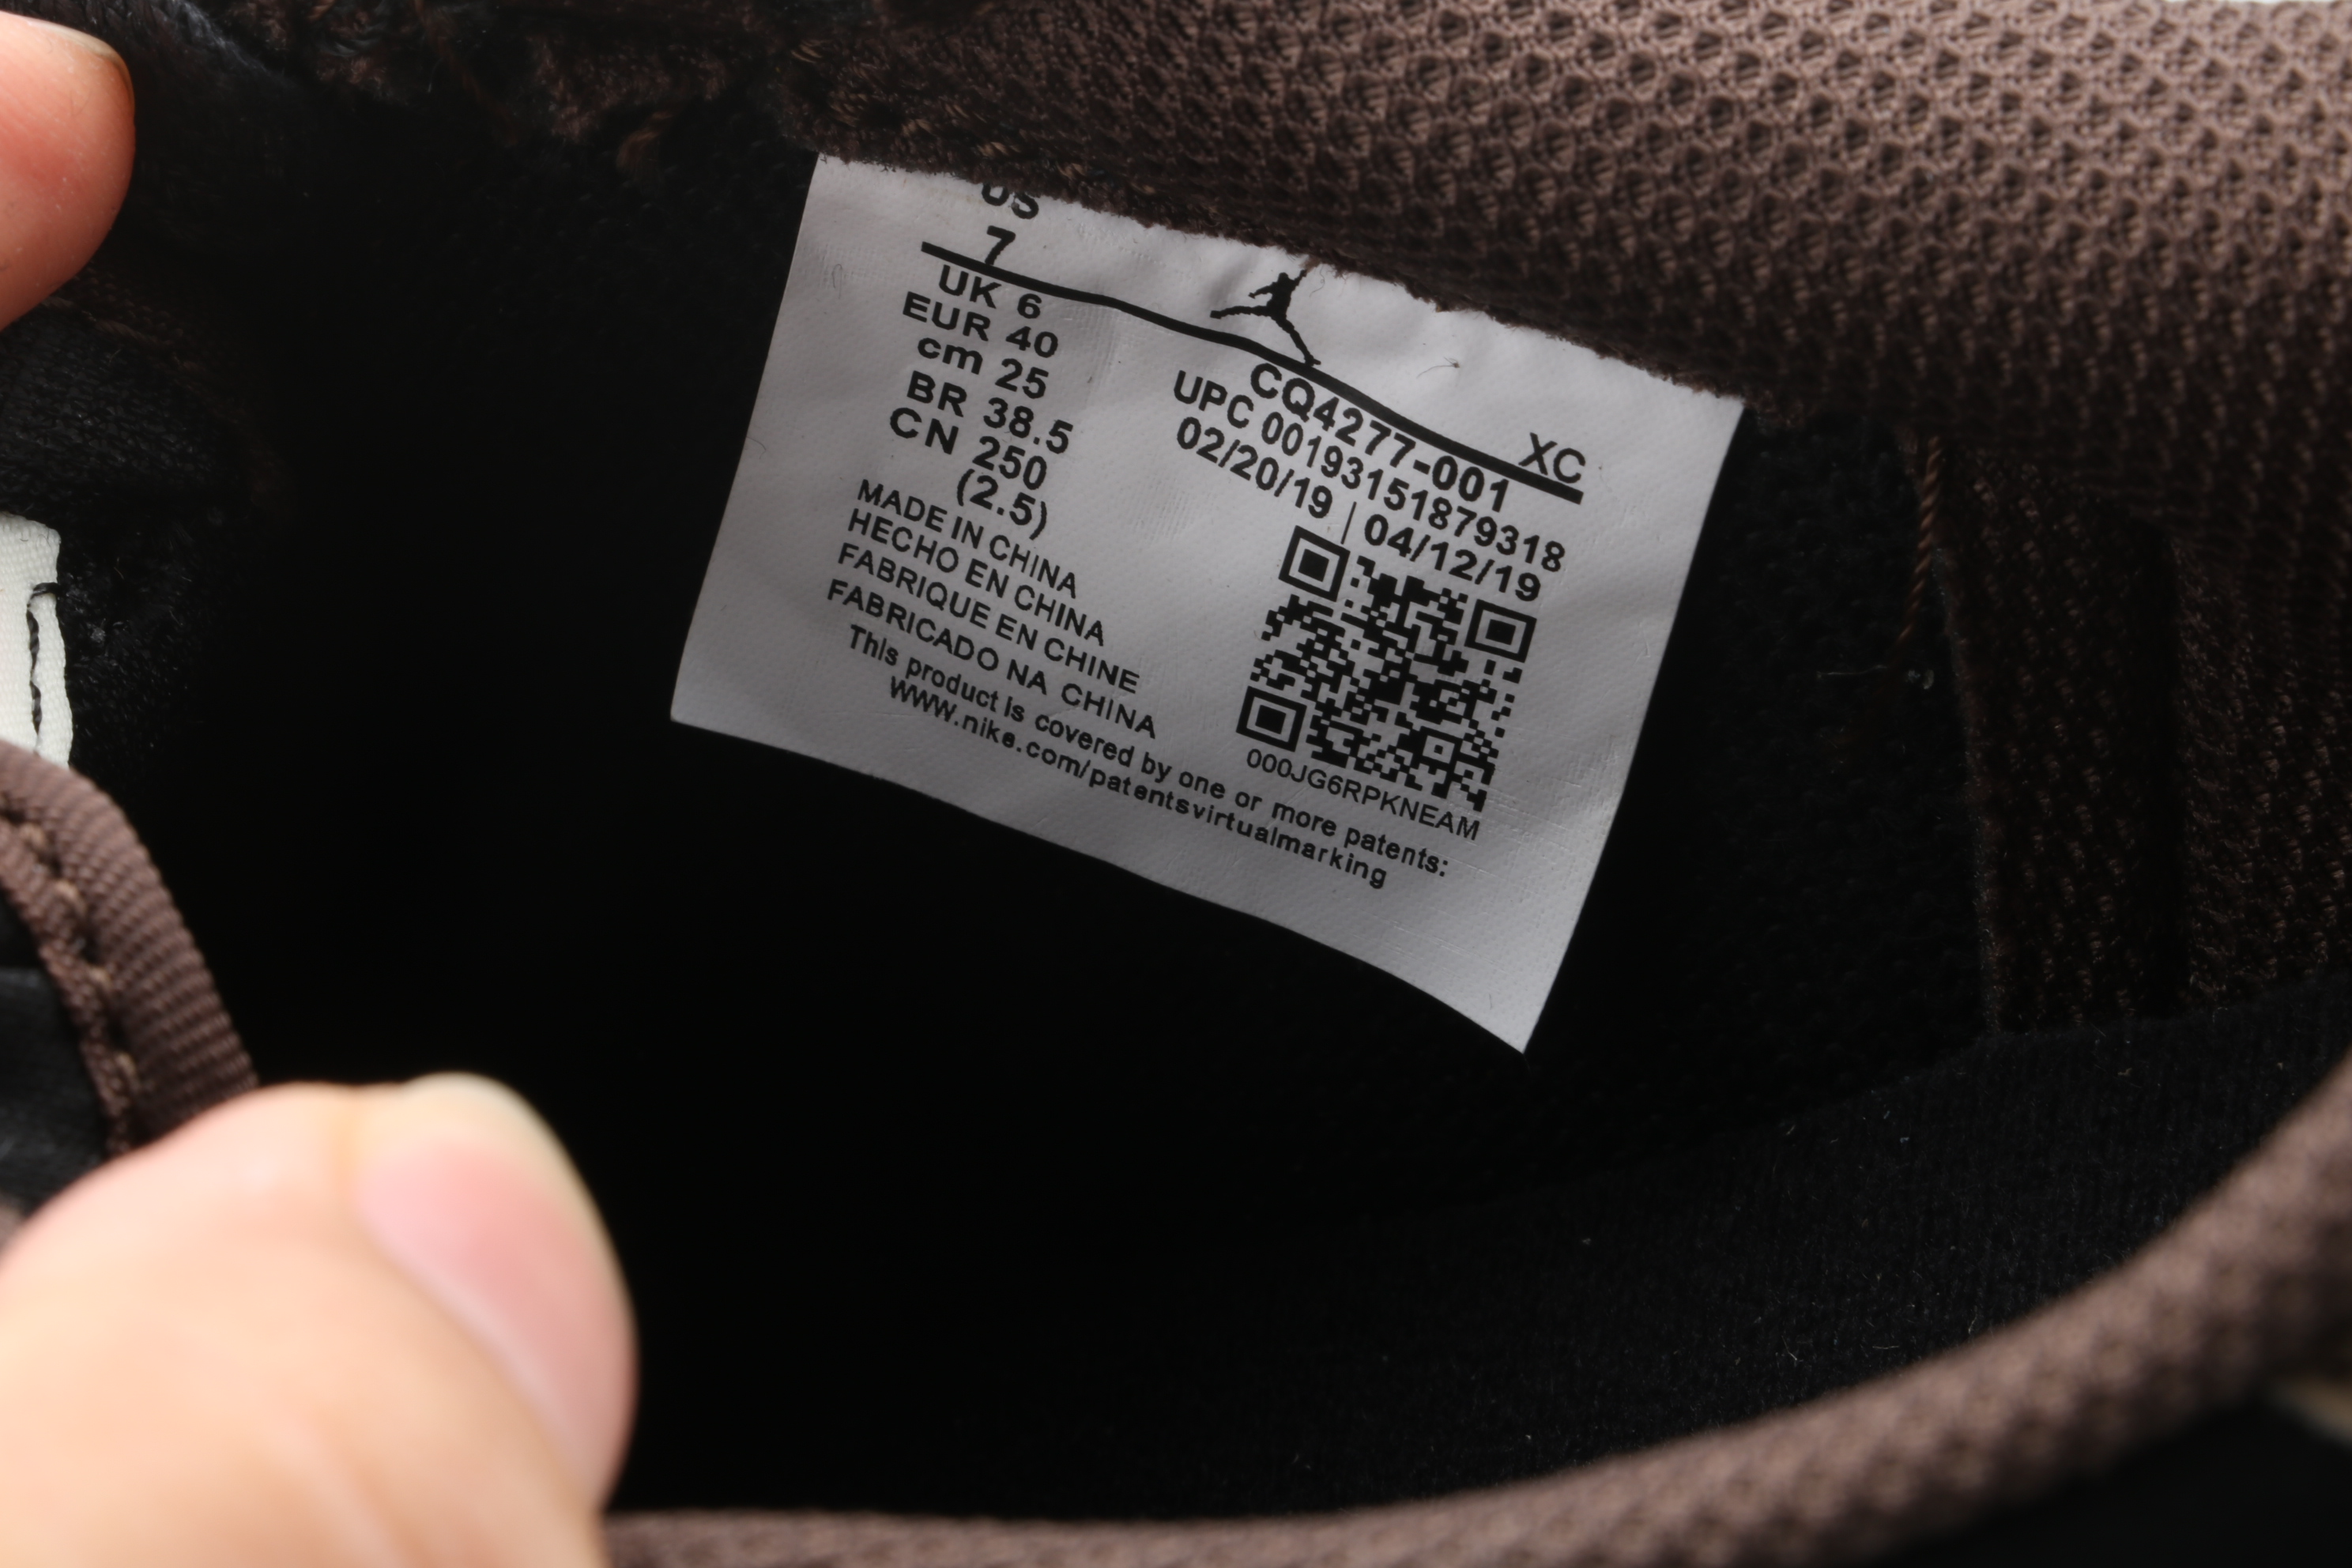 US
7
UK 6
EUR 40
cm 25
BR 38.5
CN 250
(2.5)
XC
CQ4277-001
UPC 00193151879318
02/20/19 | 04/12/19
MADE IN CHINA
HECHO EN CHINA
FABRIQUE EN CHINE
FABRICADO NA CHINA
000JG6RPKNEAM
This product is covered by one or more patents:
www.nike.com/patentsvirtualmarking